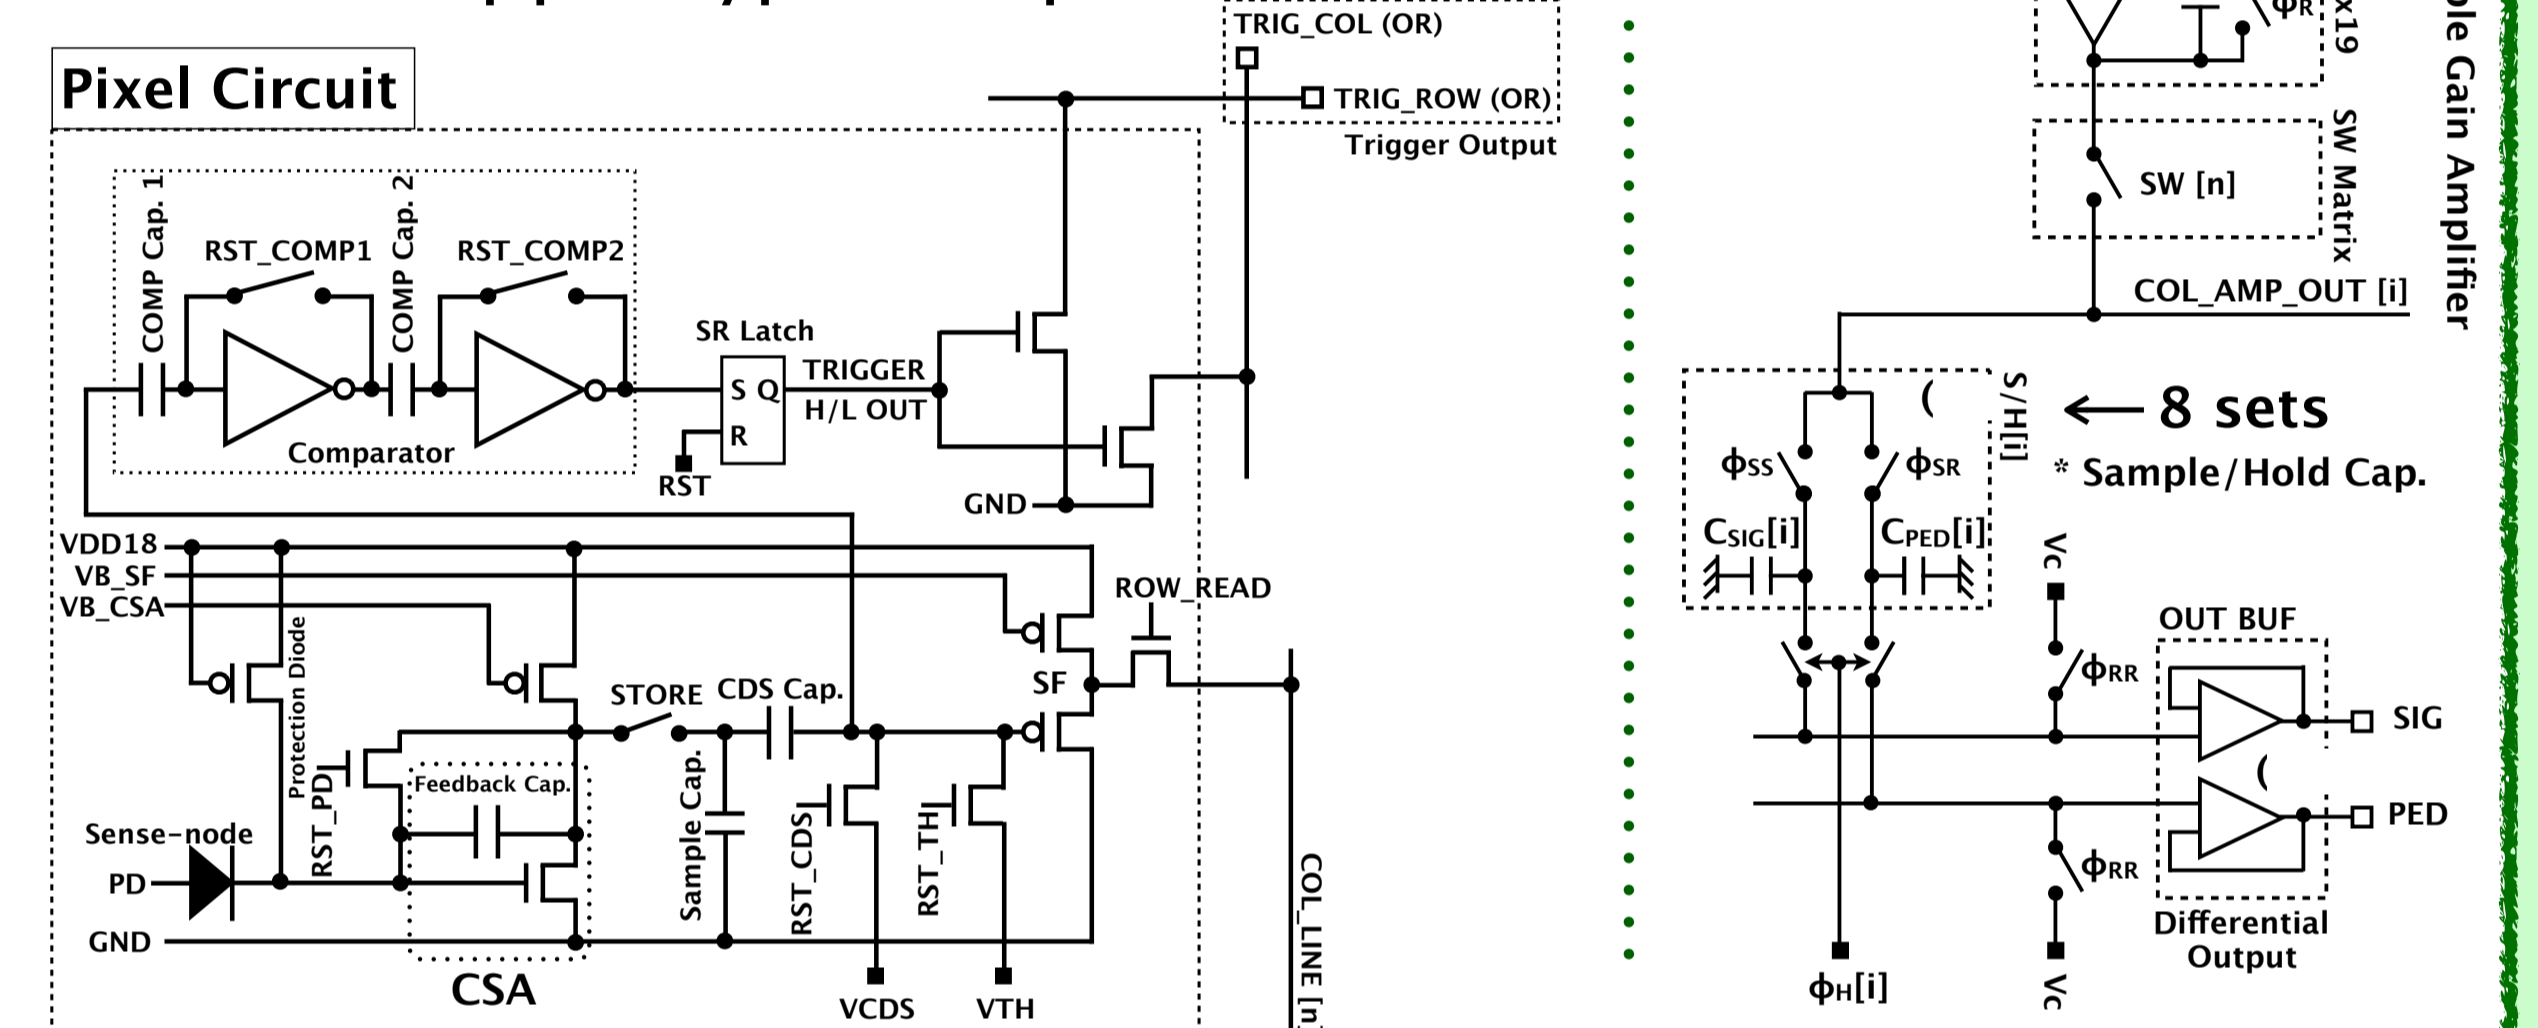 Pixel Circuit
TRIG_COL (OR)
TRIG_ROW (OR)
Trigger Output
COMP Cap. 1
RST_COMP1
COMP Cap. 2
RST_COMP2
Comparator
SR Latch
S Q
R
RST
TRIGGER
H/L OUT
GND
VDD18
VB_SF
VB_CSA
Protection Diode
RST_PD
Feedback Cap.
Sense-node
PD
GND
CSA
STORE
CDS Cap.
Sample Cap.
RST_CDS
RST_TH
VCDS
VTH
SF
ROW_READ
COL_LINE [n]
ϕR
x19
SW Matrix
SW [n]
Gain Amplifier
COL_AMP_OUT [i]
S/H[i]
← 8 sets
* Sample/Hold Cap.
ϕSS
ϕSR
CSIG[i]
CPED[i]
Vc
ϕRR
OUT BUF
SIG
PED
ϕRR
Differential
Output
ϕH[i]
Vc